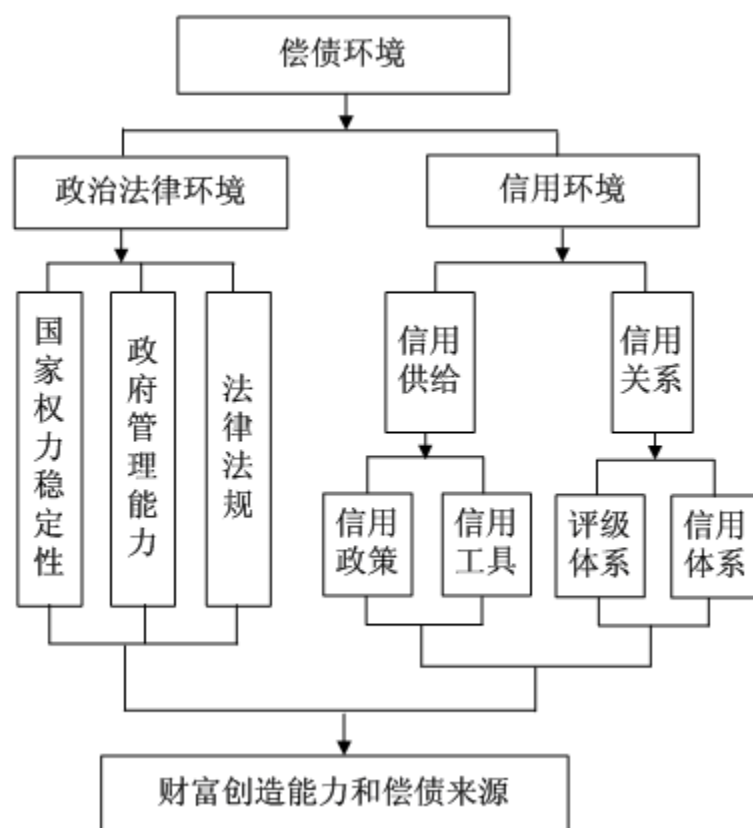 偿债环境
政治法律环境
信用环境
国家权力稳定性
政府管理能力
法律法规
信用
供给
信用
关系
信用
政策
信用
工具
评级
体系
信用
体系
财富创造能力和偿债来源